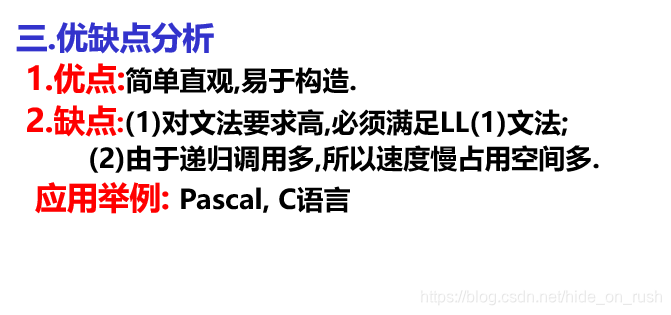 三.优缺点分析
1.优点:简单直观,易于构造.
2.缺点:(1)对文法要求高,必须满足LL(1)文法;
(2)由于递归调用多,所以速度慢占用空间多.
应用举例: Pascal, C语言
https://blog.csdn.net/hide_on_rush